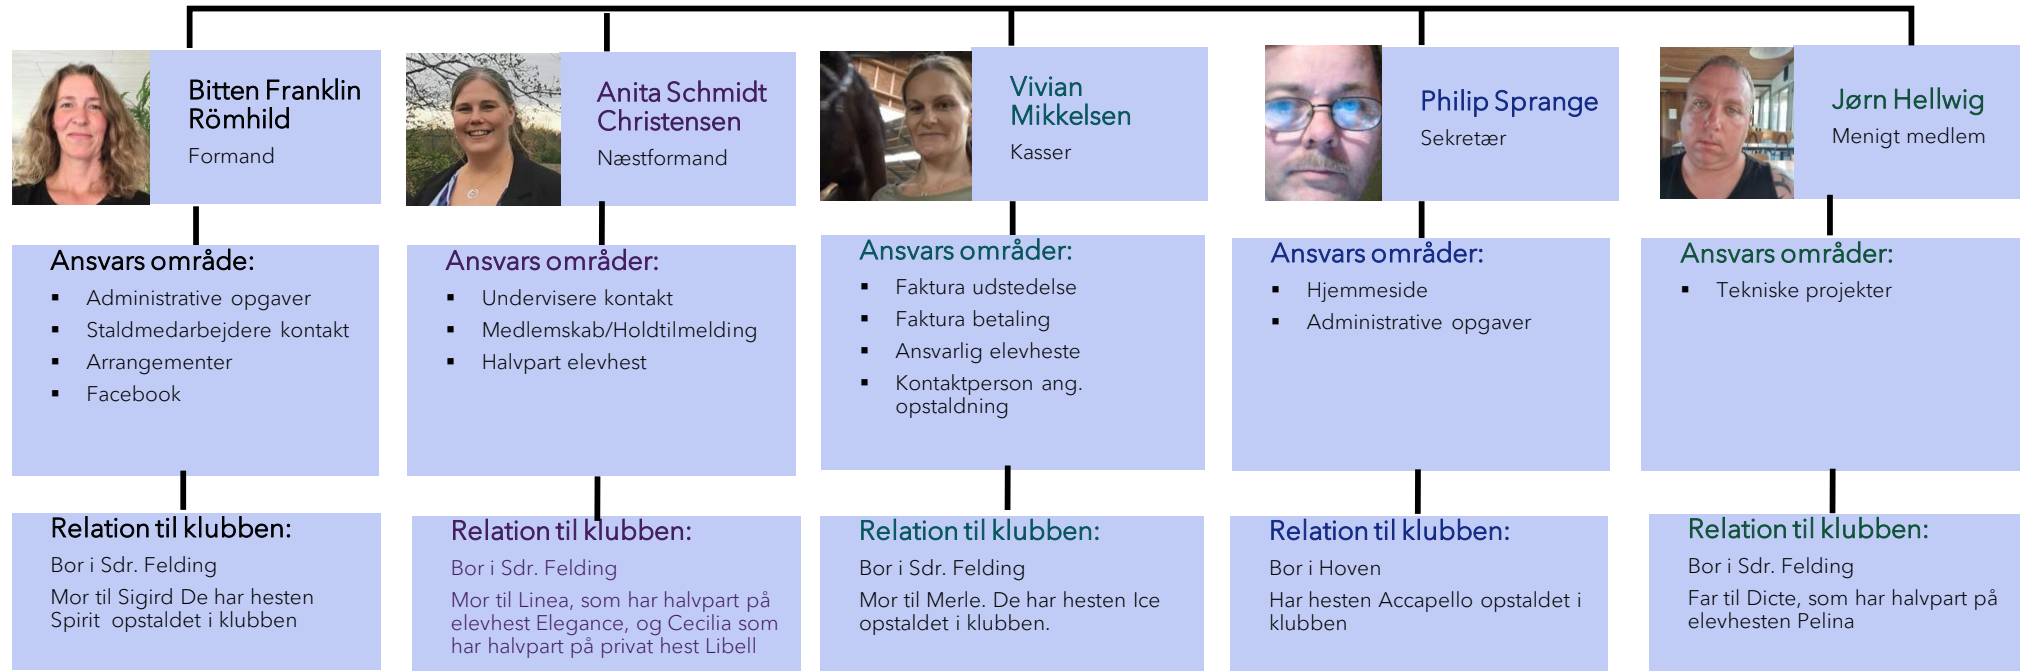 Bitten Franklin
Römhild
Formand
Anita Schmidt
Christensen
Næstformand
Vivian
Mikkelsen
Kasser
Philip Sprange
Sekretær
Jørn Hellwig
Menigt medlem
Ansvars område:
▪ Administrative opgaver
▪ Staldmedarbejdere kontakt
▪ Arrangementer
▪ Facebook
Ansvars områder:
▪ Undervisere kontakt
▪ Medlemskab/Holdtilmelding
▪ Halvpart elevhest
Ansvars områder:
▪ Faktura udstedelse
▪ Faktura betaling
▪ Ansvarlig elevheste
▪ Kontaktperson ang.
opstaldning
Ansvars områder:
▪ Hjemmeside
▪ Administrative opgaver
Ansvars områder:
▪ Tekniske projekter
Relation til klubben:
Bor i Sdr. Felding
Mor til Sigird De har hesten
Spirit opstaldet i klubben
Relation til klubben:
Bor i Sdr. Felding
Mor til Linea, som har halvpart på
elevhest Elegance, og Cecilia som
har halvpart på privat hest Libell
Relation til klubben:
Bor i Sdr. Felding
Mor til Merle. De har hesten Ice
opstaldet i klubben.
Relation til klubben:
Bor i Hoven
Har hesten Accapello opstaldet i
klubben
Relation til klubben:
Bor i Sdr. Felding
Far til Dicte, som har halvpart på
elevhesten Pelina